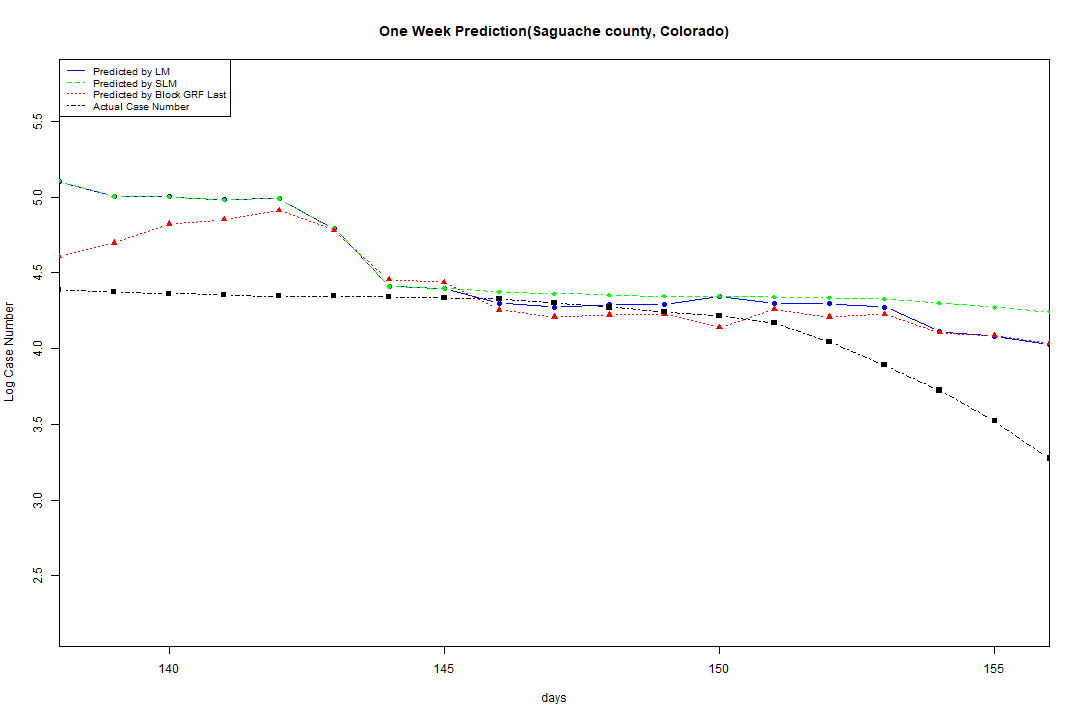 One Week Prediction(Saguache county, Colorado)
Predicted by LM
Predicted by SLM
Predicted by Block GRF Last
Actual Case Number
5.5
5.0
4.5
4.0
3.5
3.0
2.5
Log Case Number
140 145 150 155
days